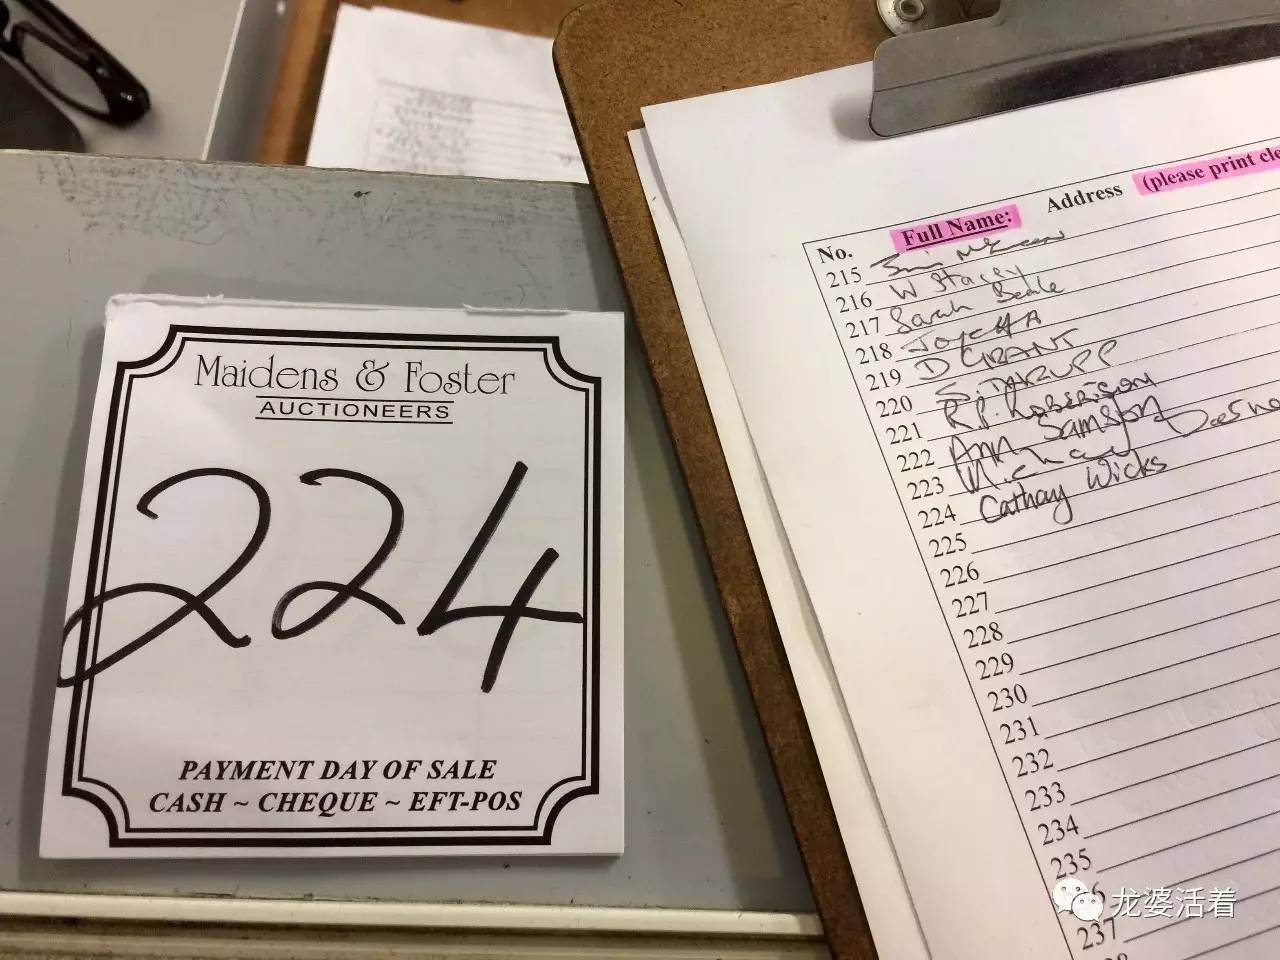 Maidens & Foster
AUCTIONEERS
224
PAYMENT DAY OF SALE
CASH ~ CHEQUE ~ EFT-POS
No. Full Name: Address (please print
215
216 W Stacey
217 Sarah Beale
218
219 D GRANT
220
221 R.P. ROBERTSON
222 Ann Samson
223
224 Cathay Wicks
225
226
227
228
229
230
231
232
233
234
235
237
龙婆活着